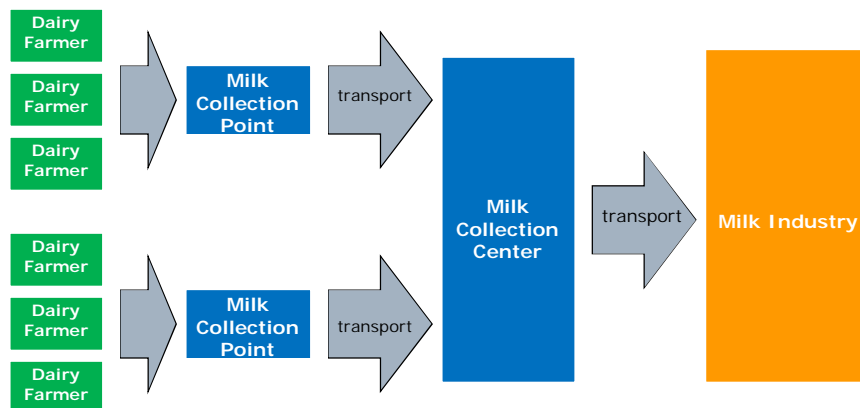 Dairy
Farmer
Dairy
Farmer
Dairy
Farmer
Milk
Collection
Point
transport
Dairy
Farmer
Dairy
Farmer
Dairy
Farmer
Milk
Collection
Point
transport
Milk
Collection
Center
transport
Milk Industry